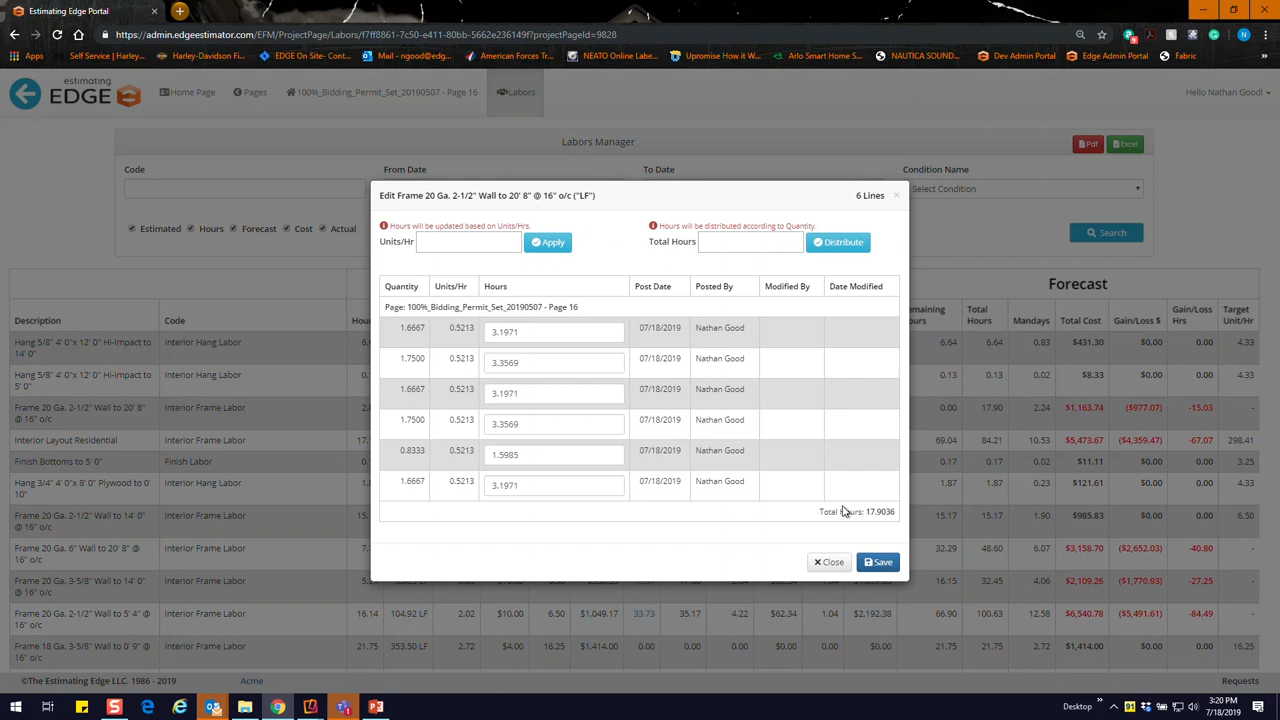 Estimating Edge Portal
https://admin.edgeestimator.com/EFM/ProjectPage/Labors/f7ff8861-7c50-e411-80bb-5662e236149f?projectPageId=9828
Apps Self Service | Harley... Harley-Davidson Fi... EDGE On Site- Cont... Mail - ngood@edg... American Forces T... NEATO Online Labe... Upromise How it W... Arlo Smart Home S... NAUTICA SOUND... Dev Admin Portal Edge Admin Portal Fabric »
estimating
EDGE
Home Page Pages 100%_Bidding_Permit_Set_20190507 - Page 16 Labors Hello! Nathan Good!
Labors Manager Pdf Excel
Code From Date To Date Condition Name
Select Condition
Estimated Hours Forecast Cost Actual Search
Edit Frame 20 Ga. 2-1/2" Wall to 20' 8" @ 16" o/c ("LF") 6 Lines ×
Hours will be updated based on Units/Hrs. Hours will be distributed according to Quantity.
Units/Hr Apply Total Hours Distribute
Quantity Units/Hr Hours Post Date Posted By Modified By Date Modified
Page: 100%_Bidding_Permit_Set_20190507 - Page 16
1.6667 0.5213 3.1971 07/18/2019 Nathan Good
1.7500 0.5213 3.3569 07/18/2019 Nathan Good
1.6667 0.5213 3.1971 07/18/2019 Nathan Good
1.7500 0.5213 3.3569 07/18/2019 Nathan Good
0.8333 0.5213 1.5985 07/18/2019 Nathan Good
1.6667 0.5213 3.1971 07/18/2019 Nathan Good
Total Hours: 17.9036
Close Save
Forecast
Description Code Total Hours Mandays Total Cost Gain/Loss $ Gain/Loss Hrs Target Unit/Hr
Hang 5/8" 4' 0"x 12' 0" Hi-Impact to 14' 0" Interior Hang Labor 6.64 6.64 0.83 $431.30 $0.00 0.00 4.33
Hang 5/8" 4' 0"x 12' 0" Hi-Impact to 5' 0" Interior Hang Labor 0.13 0.13 0.02 $8.33 $0.00 0.00 4.33
Frame 20 Ga. 2-1/2" Wall to 20' 8" @ 16" o/c Interior Frame Labor 0.00 17.90 2.24 $1,163.74 ($977.07) -15.03 -
Interior Layout Residential Interior Frame Labor 69.04 84.21 10.53 $5,473.67 ($4,359.47) -67.07 298.41
Finish Bottoms to 5' 0" Finish Labor 0.17 0.17 0.02 $11.11 $0.00 0.00 3.25
Hang 3/4" 4' 0"x 8' 0" Plywood to 0' 10" Interior Hang Labor 1.87 1.87 0.23 $121.61 $0.00 0.00 4.33
Frame 20 Ga. 2-1/2" Wall to 14' 0" @ 16" o/c Interior Frame Labor 15.17 15.17 1.90 $985.83 $0.00 0.00 6.50
Frame 20 Ga. 6" Wall to 20' 8" @ 16" o/c Interior Frame Labor 32.29 48.60 6.07 $3,158.70 ($2,652.03) -40.80 -
Frame 20 Ga. 3-5/8" Wall to 14' 0" @ 16" o/c Interior Frame Labor 16.15 32.45 4.06 $2,109.26 ($1,770.93) -27.25 -
Frame 20 Ga. 2-1/2" Wall to 5' 4" @ 16" o/c Interior Frame Labor 16.14 104.92 LF 2.02 $10.00 6.50 $1,049.17 33.73 35.17 4.22 $62.34 1.04 $2,192.38 66.90 100.63 12.58 $6,540.78 ($5,491.61) -84.49 -
Frame 18 Ga. 3-5/8" Wall to 0' 9" @ 16" o/c Interior Frame Labor 21.75 353.50 LF 2.72 $4.00 16.25 $1,414.00 0.00 0.00 0.00 $0.00 0.00 $0.00 21.75 21.75 2.72 $1,414.00 $0.00 0.00 16.25
©The Estimating Edge LLC. 1986 - 2019 Acme Requests
Desktop » 91 3:20 PM
7/18/2019